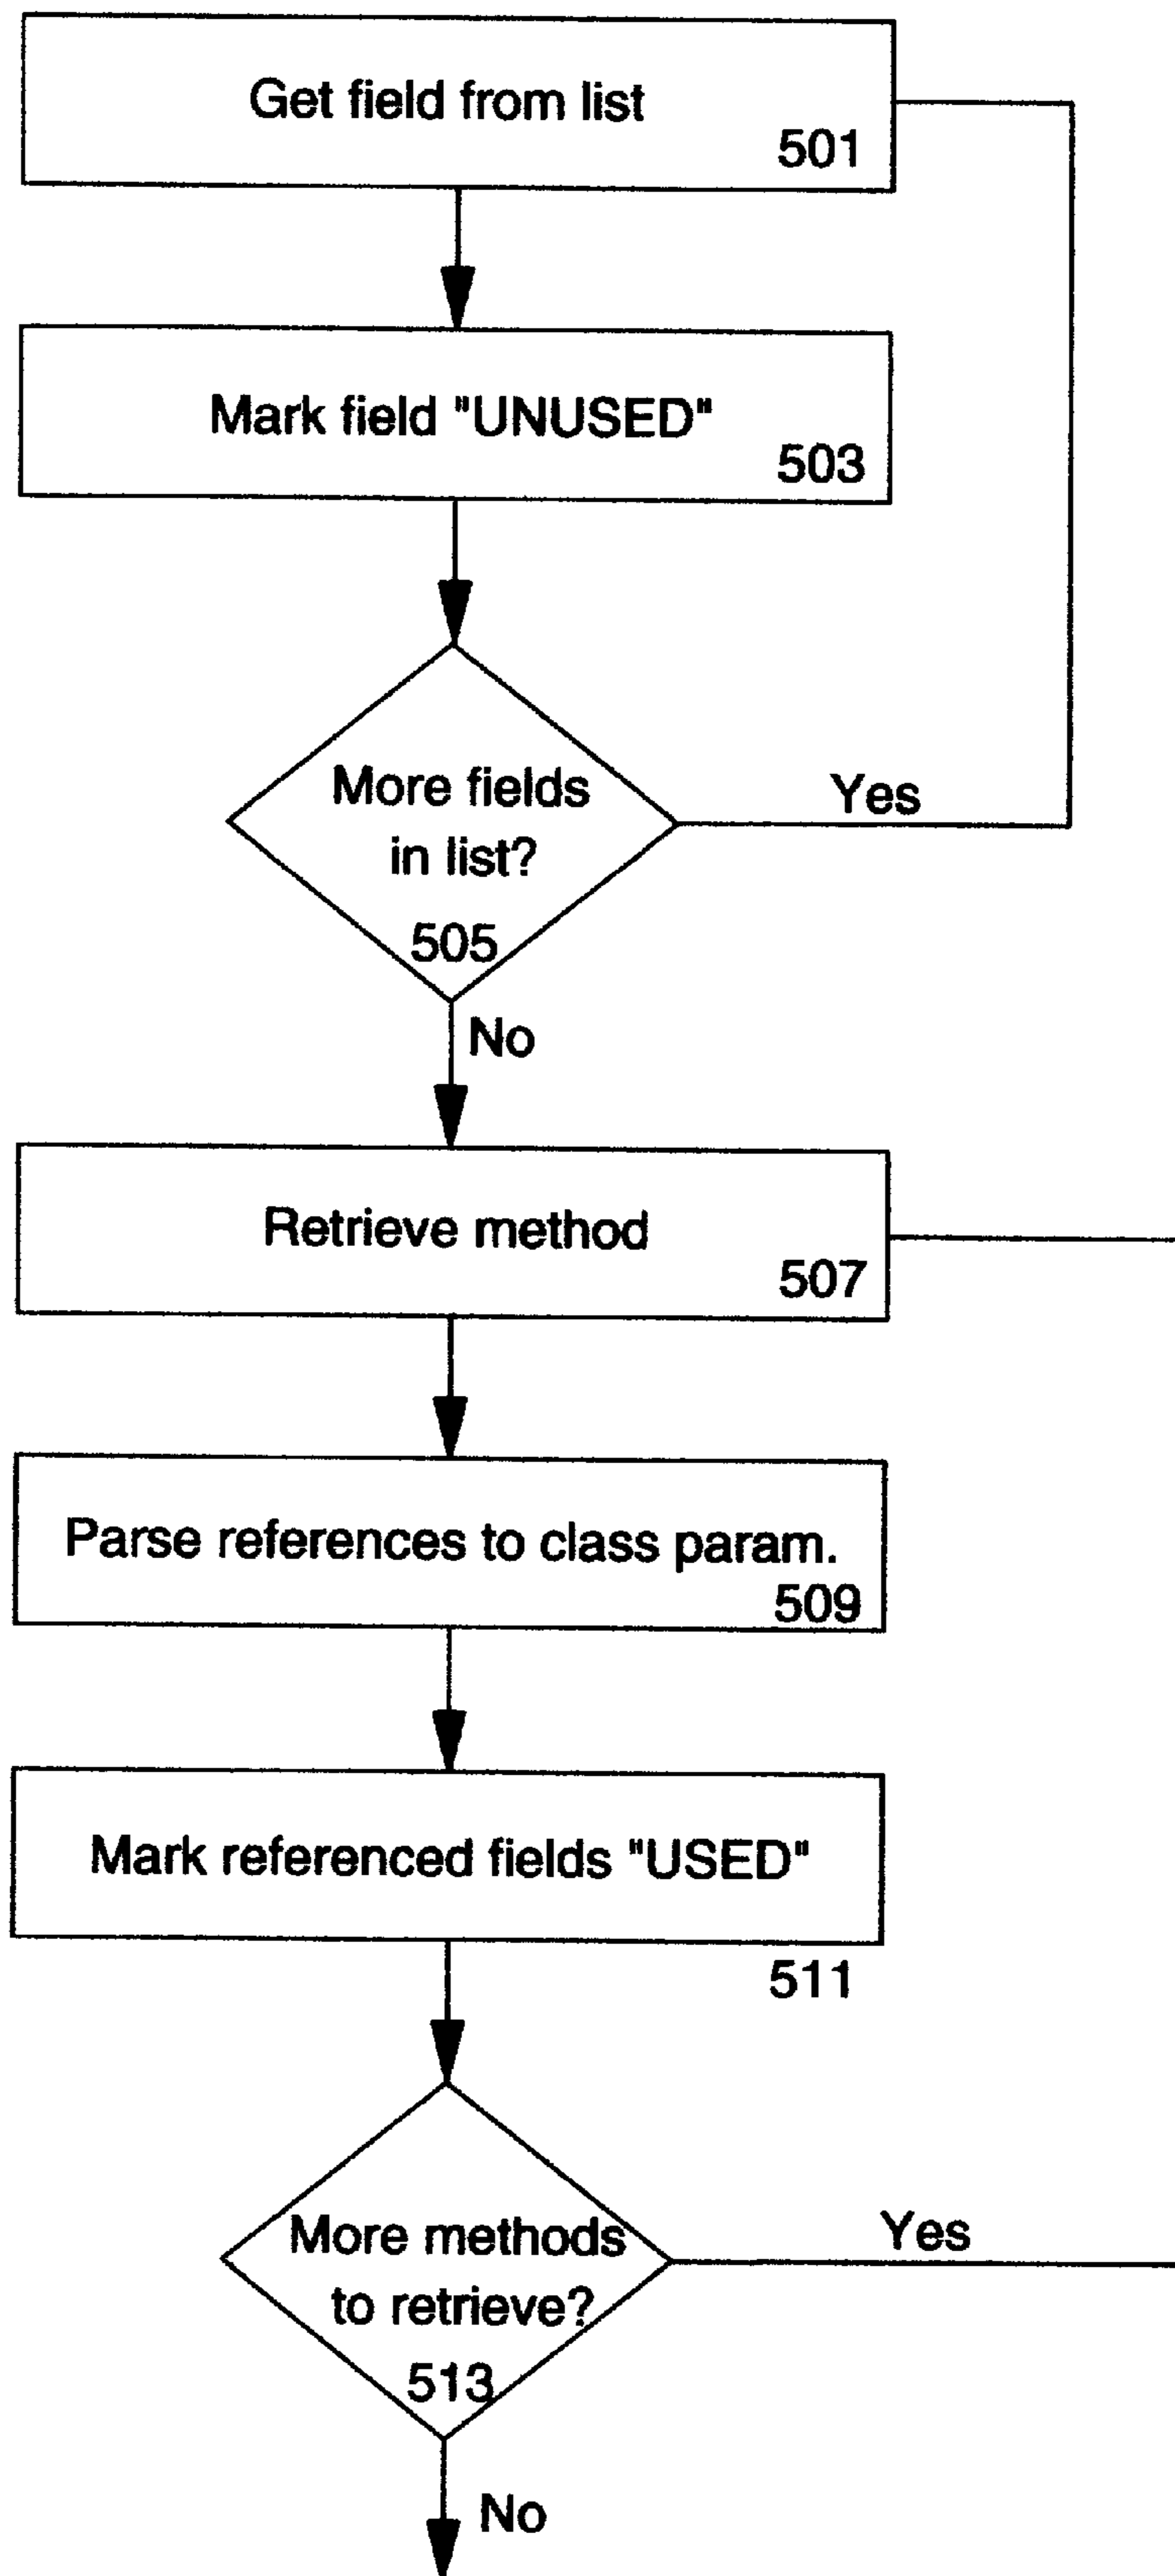 Get field from list
501
Mark field "UNUSED"
503
More fields
in list?
Yes
505
No
Retrieve method
507
Parse references to class param.
509
Mark referenced fields "USED"
511
More methods
to retrieve?
Yes
513
No